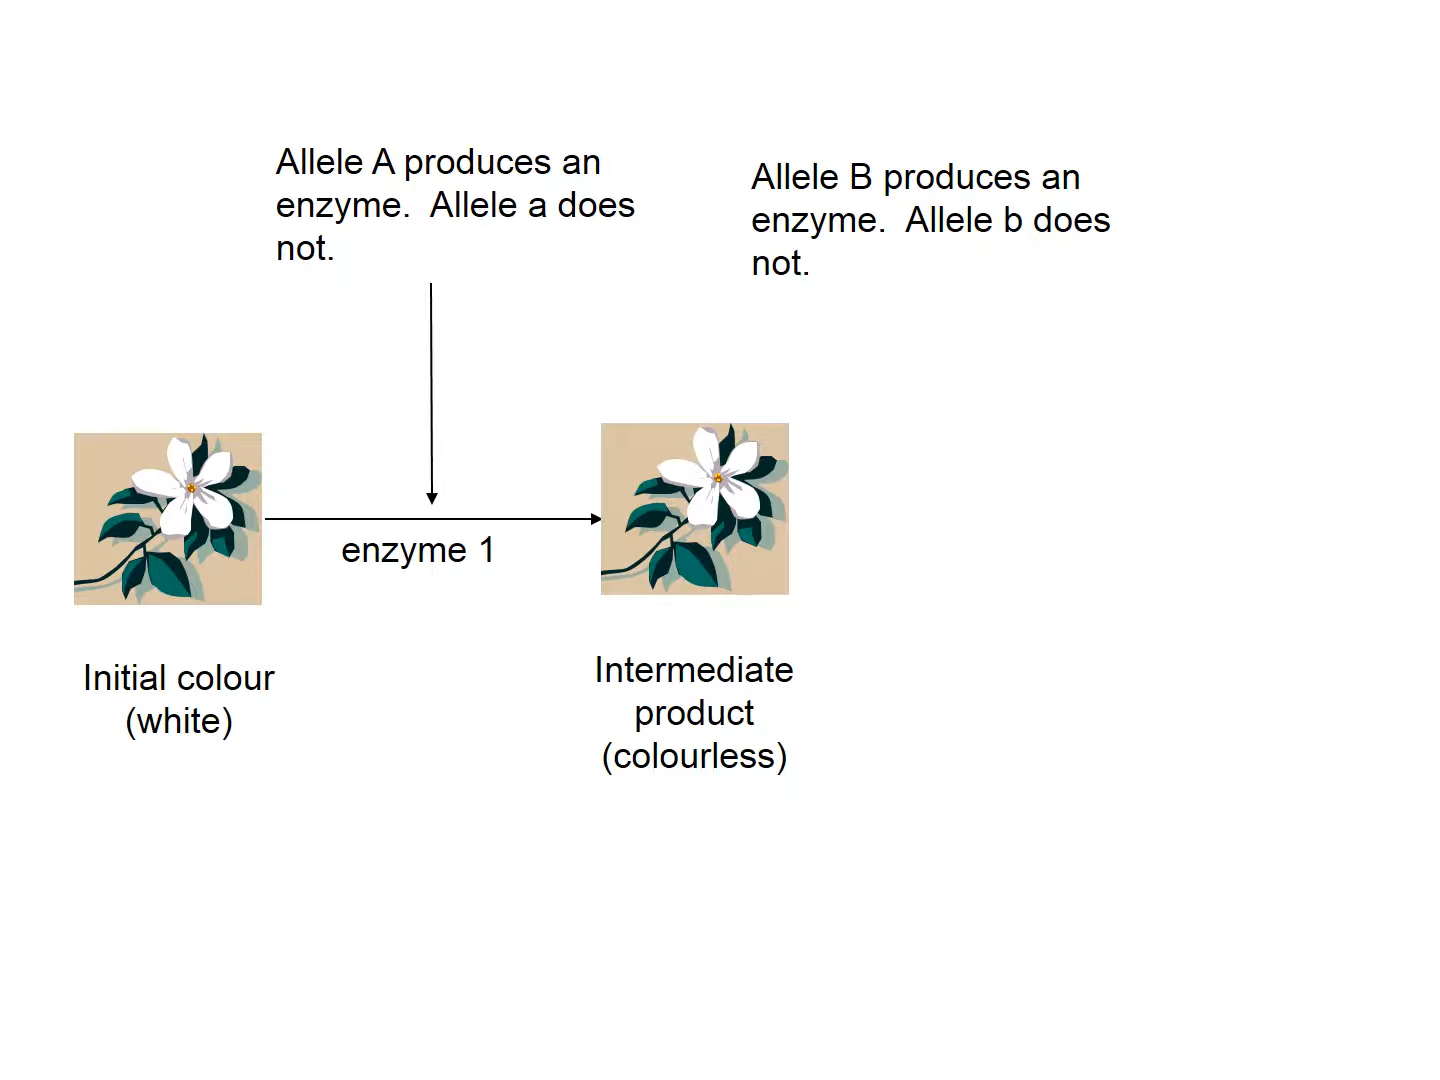 Allele A produces an
enzyme.  Allele a does
not.
Allele B produces an
enzyme.  Allele b does
not.
enzyme 1
Initial colour
(white)
Intermediate
product
(colourless)